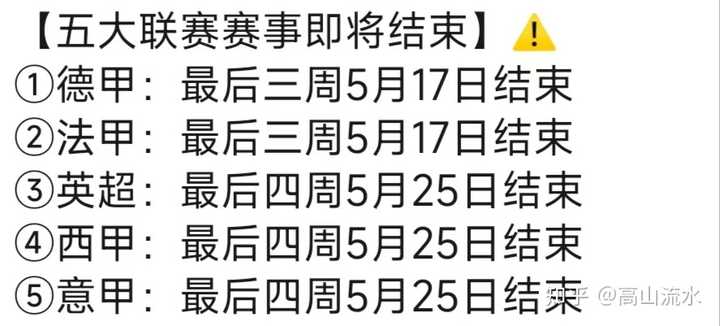 【五大联赛赛事即将结束】⚠️
①德甲：最后三周5月17日结束
②法甲：最后三周5月17日结束
③英超：最后四周5月25日结束
④西甲：最后四周5月25日结束
⑤意甲：最后四周5月25日结束
知乎 @高山流水